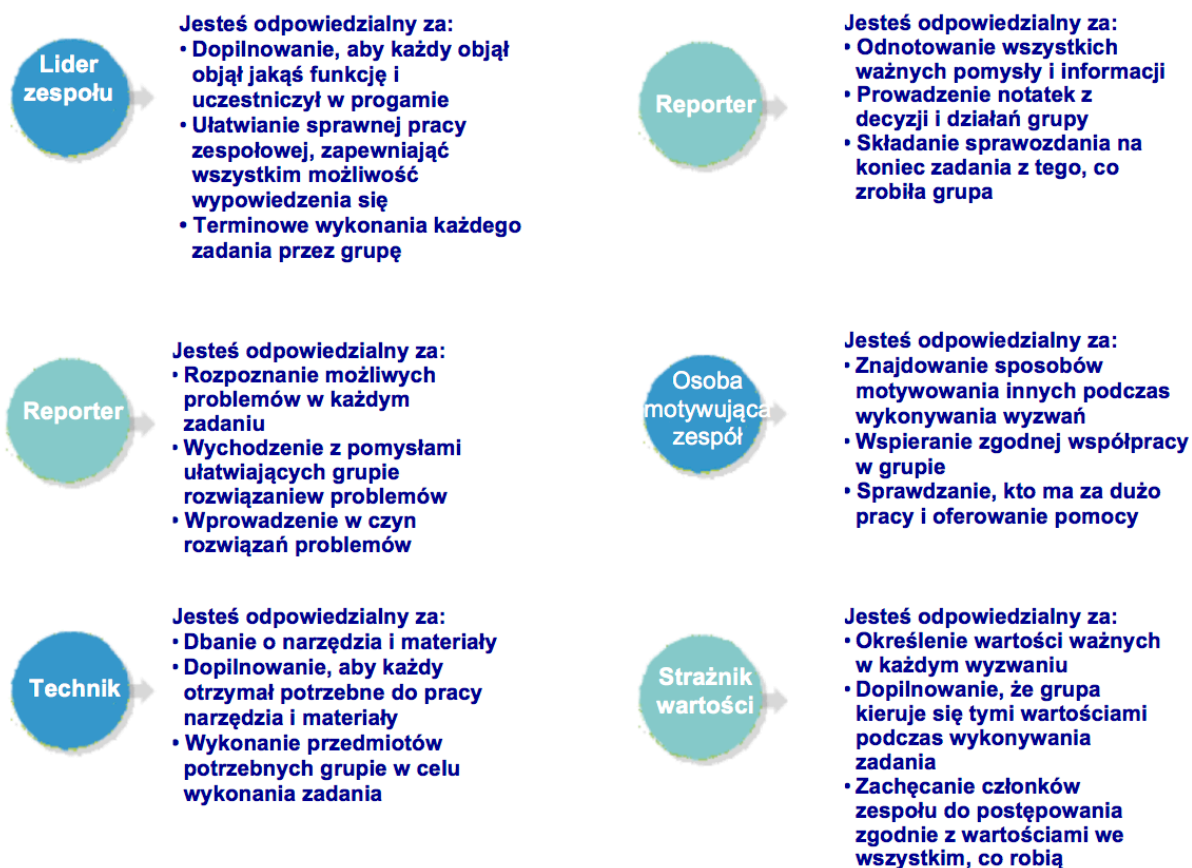 Lider
zespołu
Jesteś odpowiedzialny za:
• Dopilnowanie, aby każdy objął
objął jakąś funkcję i
uczestniczył w progamie
• Ułatwianie sprawnej pracy
zespołowej, zapewniająć
wszystkim możliwość
wypowiedzenia się
• Terminowe wykonania każdego
zadania przez grupę
Reporter
Jesteś odpowiedzialny za:
• Odnotowanie wszystkich
ważnych pomysły i informacji
• Prowadzenie notatek z
decyzji i działań grupy
• Składanie sprawozdania na
koniec zadania z tego, co
zrobiła grupa
Reporter
Jesteś odpowiedzialny za:
• Rozpoznanie możliwych
problemów w każdym
zadaniu
• Wychodzenie z pomysłami
ułatwiających grupie
rozwiązaniew problemów
• Wprowadzenie w czyn
rozwiązań problemów
Osoba
motywująca
zespół
Jesteś odpowiedzialny za:
• Znajdowanie sposobów
motywowania innych podczas
wykonywania wyzwań
• Wspieranie zgodnej współpracy
w grupie
• Sprawdzanie, kto ma za dużo
pracy i oferowanie pomocy
Technik
Jesteś odpowiedzialny za:
• Dbanie o narzędzia i materiały
• Dopilnowanie, aby każdy
otrzymał potrzebne do pracy
narzędzia i materiały
• Wykonanie przedmiotów
potrzebnych grupie w celu
wykonania zadania
Strażnik
wartości
Jesteś odpowiedzialny za:
• Określenie wartości ważnych
w każdym wyzwaniu
• Dopilnowanie, że grupa
kieruje się tymi wartościami
podczas wykonywania
zadania
• Zachęcanie członków
zespołu do postępowania
zgodnie z wartościami we
wszystkim, co robią